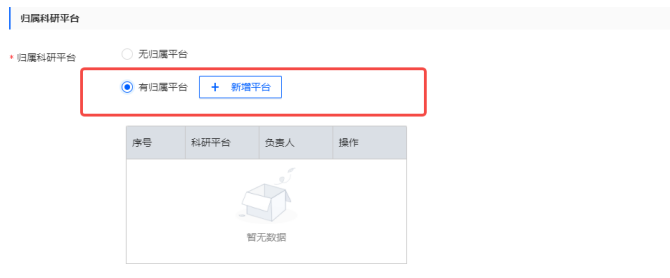 归属科研平台
* 归属科研平台
无归属平台
有归属平台 + 新增平台
序号 科研平台 负责人 操作
暂无数据